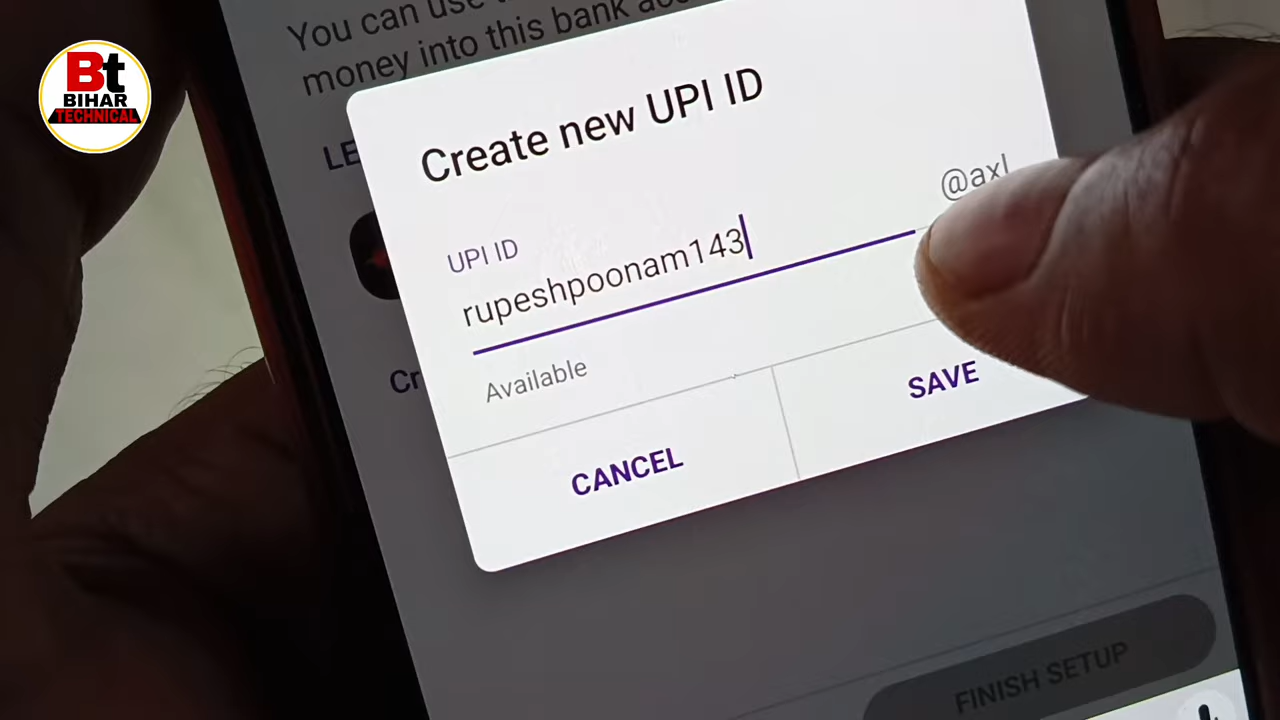 Bt
BIHAR
TECHNICAL
You can use
money into this bank
Create new UPI ID
@axl
UPI ID
rupeshpoonam143
Available
CANCEL
SAVE
FINISH SETUP